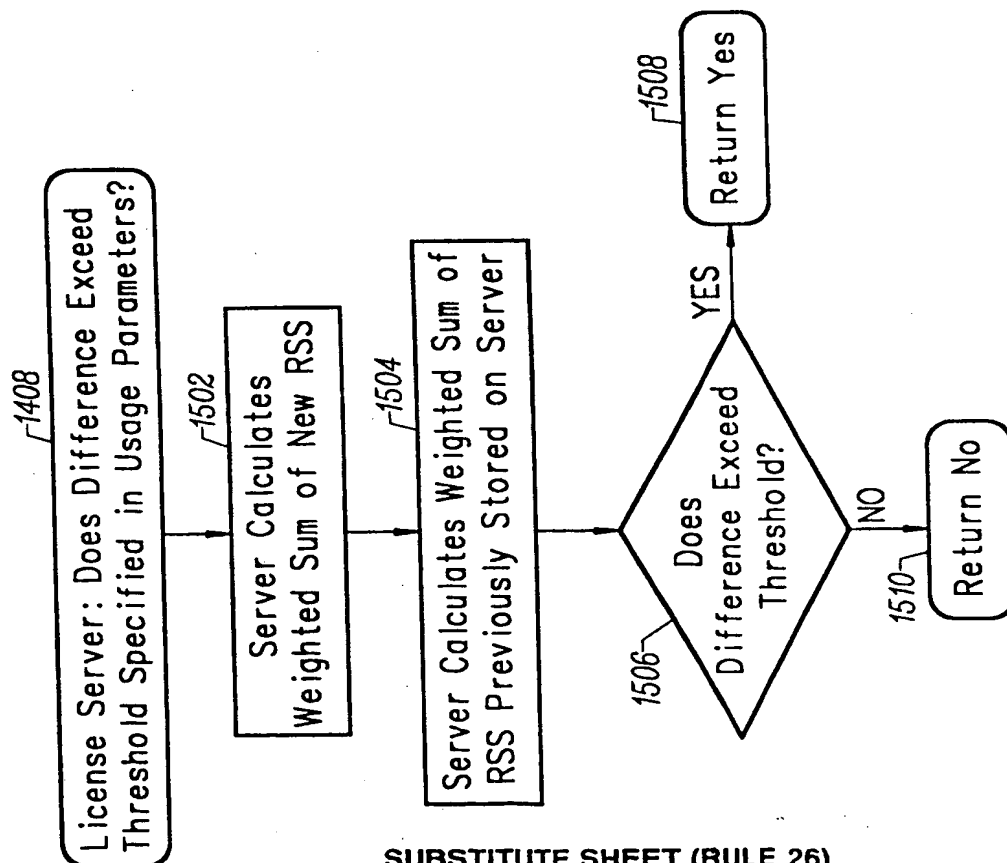 1408
License Server: Does Difference Exceed
Threshold Specified in Usage Parameters?
1502
Server Calculates
Weighted Sum of New RSS
1504
Server Calculates Weighted Sum of
RSS Previously Stored on Server
1506
Does
Difference Exceed
Threshold?
YES
1508
Return Yes
NO
1510
Return No
SUBSTITUTE SHEET (RULE 26)